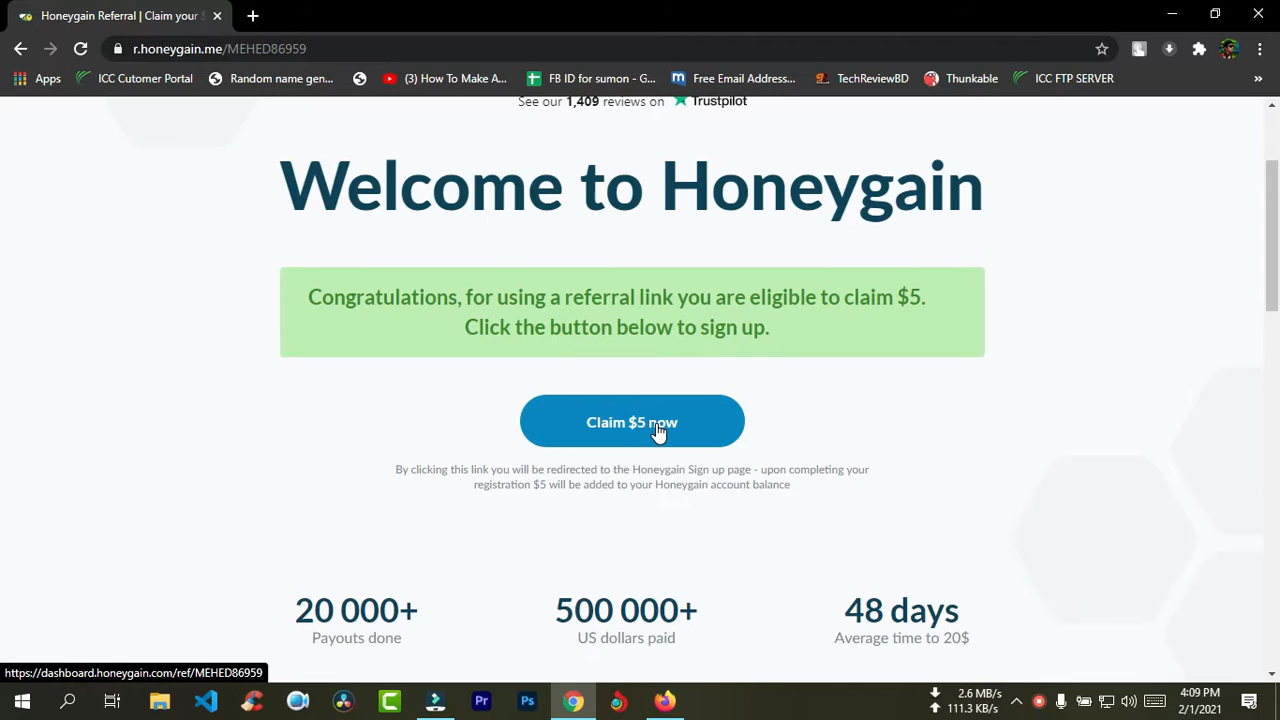 Honeygain Referral | Claim your $
r.honeygain.me/MEHED86959
Apps
ICC Cutomer Portal
Random name gen...
(3) How To Make A...
FB ID for sumon - G...
Free Email Address...
TechReviewBD
Thunkable
ICC FTP SERVER
»
See our 1,409 reviews on Trustpilot
Welcome to Honeygain
Congratulations, for using a referral link you are eligible to claim $5.
Click the button below to sign up.
Claim $5 now
By clicking this link you will be redirected to the Honeygain Sign up page - upon completing your
registration $5 will be added to your Honeygain account balance
20 000+
Payouts done
500 000+
US dollars paid
48 days
Average time to 20$
https://dashboard.honeygain.com/ref/MEHED86959
Pr
Ps
2.6 MB/s
111.3 KB/s
4:09 PM
2/1/2021